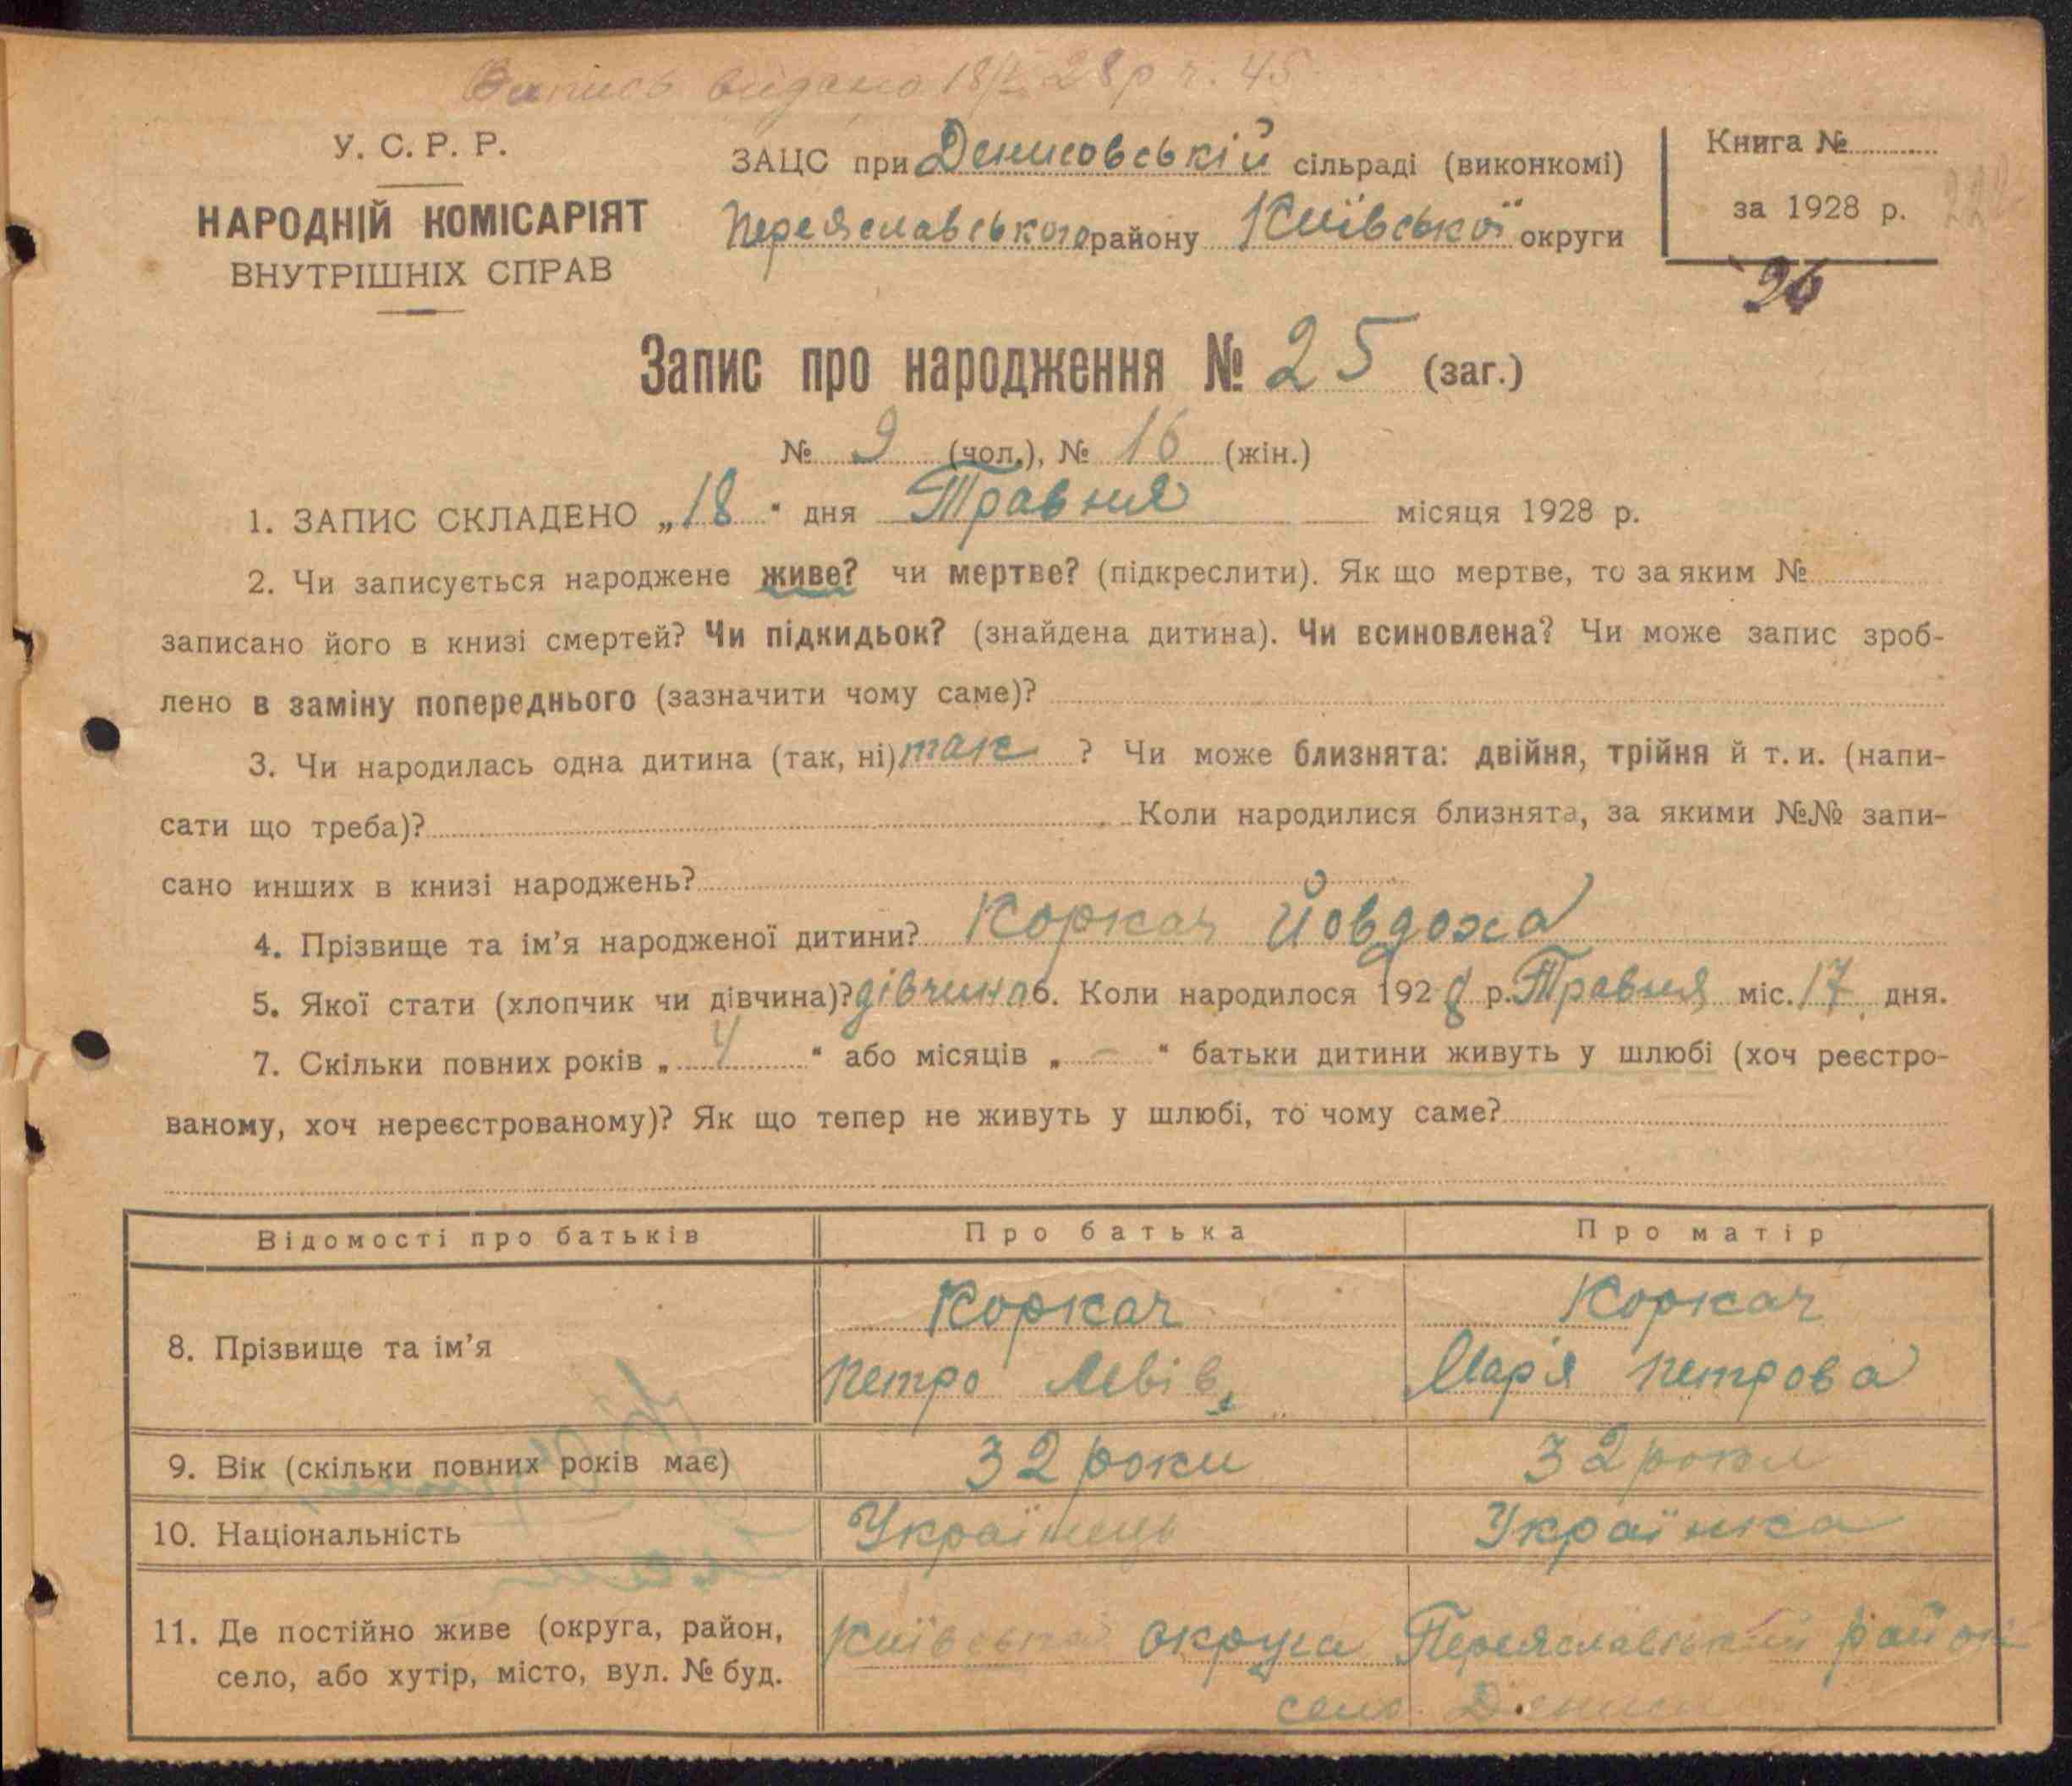 Запись видано 18/V 28 р ч. 45
У. С. Р. Р.
НАРОДНІЙ КОМІСАРІЯТ
ВНУТРІШНІХ СПРАВ
ЗАЦС при Денисовській сільраді (виконкомі)
Переяславського району Київської округи
Книга №
за 1928 р.
26
Запис про народження № 25 (заг.)
№ 9 (чол.), № 16 (жін.)
1. ЗАПИС СКЛАДЕНО „18“ дня Травня місяця 1928 р.
2. Чи записується народжене живе? чи мертве? (підкреслити). Як що мертве, то за яким №
записано його в книзі смертей? Чи підкидьок? (знайдена дитина). Чи всиновлена? Чи може запис зроб-
лено в заміну попереднього (зазначити чому саме)?
3. Чи народилась одна дитина (так, ні) так ? Чи може близнята: двійня, трійня й т. и. (напи-
сати що треба)? Коли народилися близнята, за якими №№ запи-
сано инших в книзі народжень?
4. Прізвище та ім’я народженої дитини? Коркач Йовдоха
5. Якої стати (хлопчик чи дівчина)? дівчина 6. Коли народилося 1928 р. Травня міс. 17 дня.
7. Скільки повних років „ 4 “ або місяців „ – “ батьки дитини живуть у шлюбі (хоч реєстро-
ваному, хоч нереєстрованому)? Як що тепер не живуть у шлюбі, то чому саме?
Відомості про батьків Про батька Про матір
8. Прізвище та ім’я
Коркач
Петро Левів
Коркач
Мар'я Петрова
9. Вік (скільки повних років має) 32 роки 32 роки
10. Національність Українець Українка
11. Де постійно живе (округа, район,
село, або хутір, місто, вул. № буд.
Київська округа Переяславський район
село Дениси